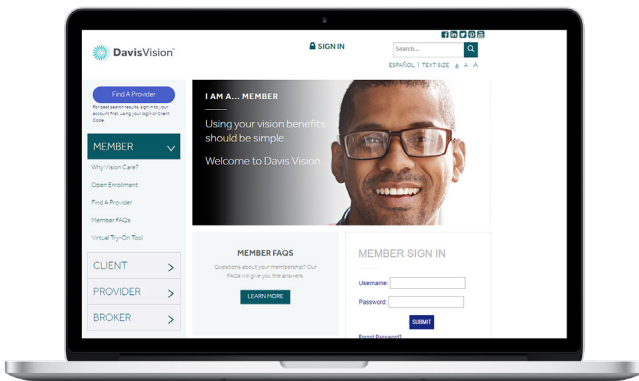 DavisVision
SIGN IN
Search...
ESPAÑOL | TEXT SIZE A A A
Find A Provider
For best search results, sign in to your
account first, using your login or Client
Code
MEMBER
Why Vision Care?
Open Enrollment
Find A Provider
Member FAQs
Virtual Try-On Tool
CLIENT
PROVIDER
BROKER
I AM A... MEMBER
Using your vision benefits
should be simple.
Welcome to Davis Vision
MEMBER FAQS
Questions about your membership? Our
FAQs will give you the answers.
LEARN MORE
MEMBER SIGN IN
Username:
Password:
SUBMIT
Forgot Password?